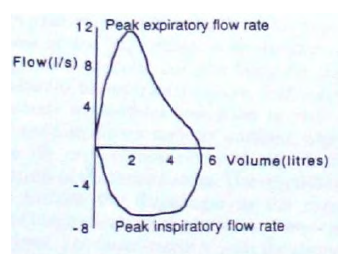 12 Peak expiratory flow rate
Flow(l/s) 8
4
2 4 6 Volume(litres)
-4
-8 Peak inspiratory flow rate